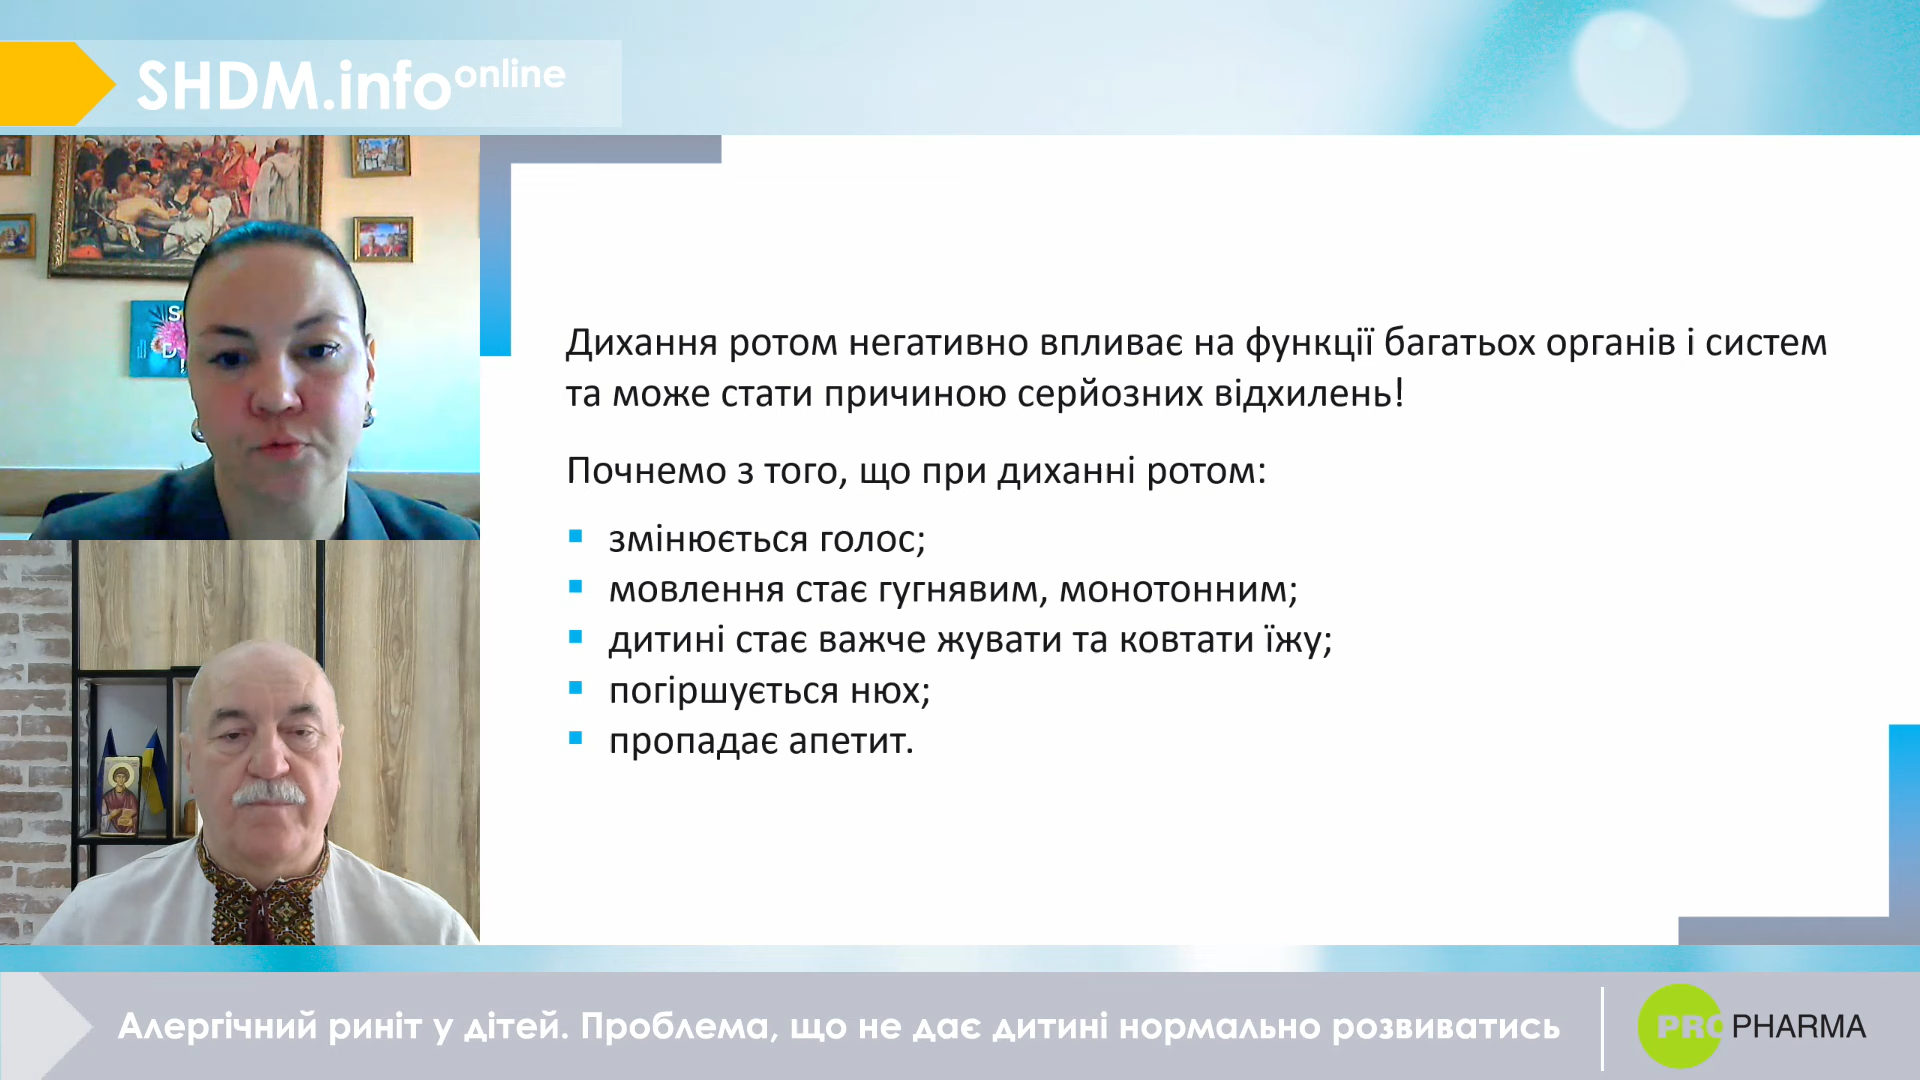 SHDM.info online
Дихання ротом негативно впливає на функції багатьох органів і систем
та може стати причиною серйозних відхилень!
Почнемо з того, що при диханні ротом:
змінюється голос;
мовлення стає гугнявим, монотонним;
дитині стає важче жувати та ковтати їжу;
погіршується нюх;
пропадає апетит.
Алергічний риніт у дітей. Проблема, що не дає дитині нормально розвиватись
PRO PHARMA